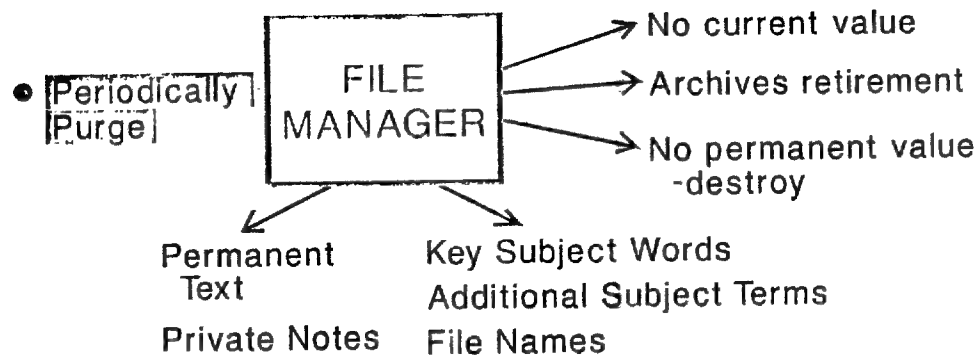 No current value
● Periodically
Purge
FILE
MANAGER
Archives retirement
No permanent value
-destroy
Permanent
Text
Private Notes
Key Subject Words
Additional Subject Terms
File Names